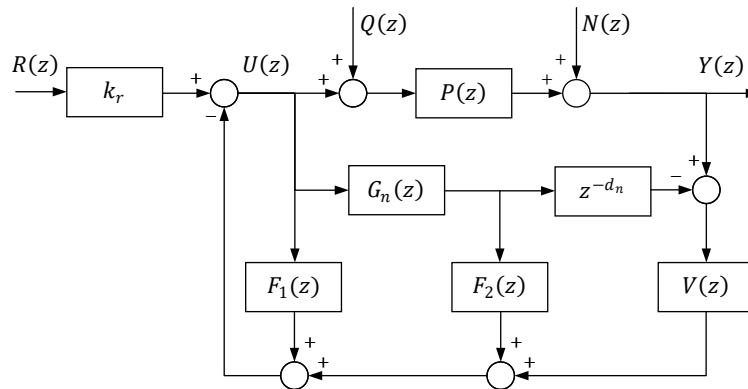 Q(z)
N(z)
R(z)
k_r
+
−
U(z)
+
+
P(z)
+
+
Y(z)
G_n(z)
z^{-d_n}
−
+
F_1(z)
F_2(z)
V(z)
+
+
+
+